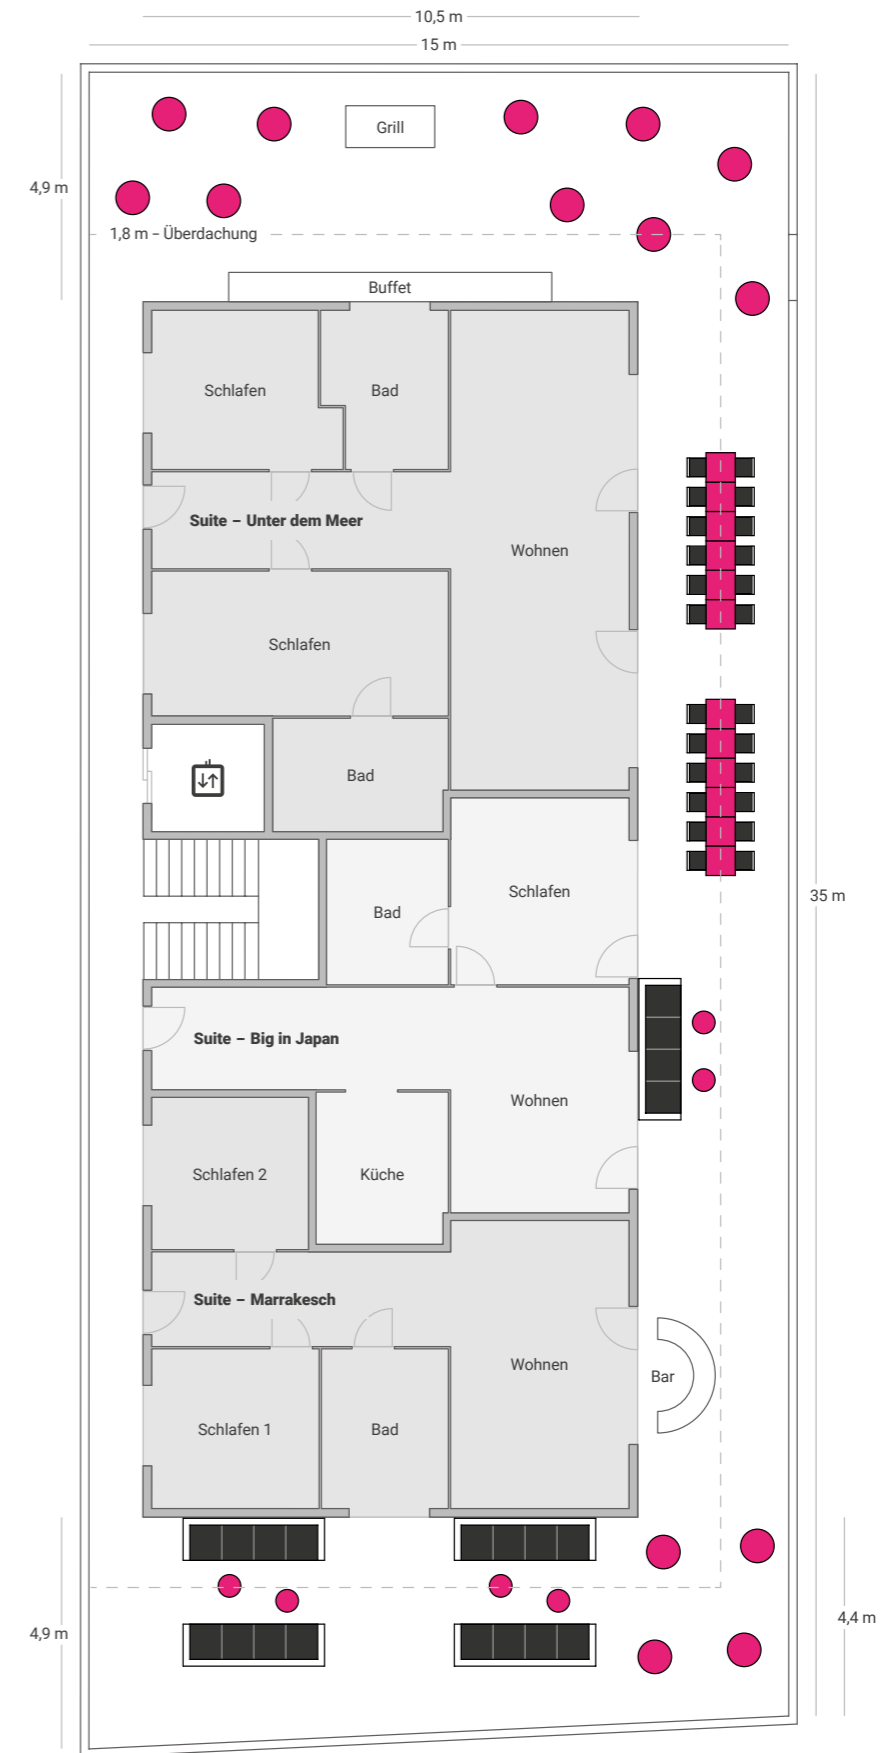 10,5 m
15 m
Grill
4,9 m
1,8 m – Überdachung
Buffet
Schlafen
Bad
Suite – Unter dem Meer
Wohnen
Schlafen
Bad
Schlafen
35 m
Bad
Suite – Big in Japan
Wohnen
Schlafen 2
Küche
Suite – Marrakesch
Wohnen
Bar
Schlafen 1
Bad
4,4 m
4,9 m